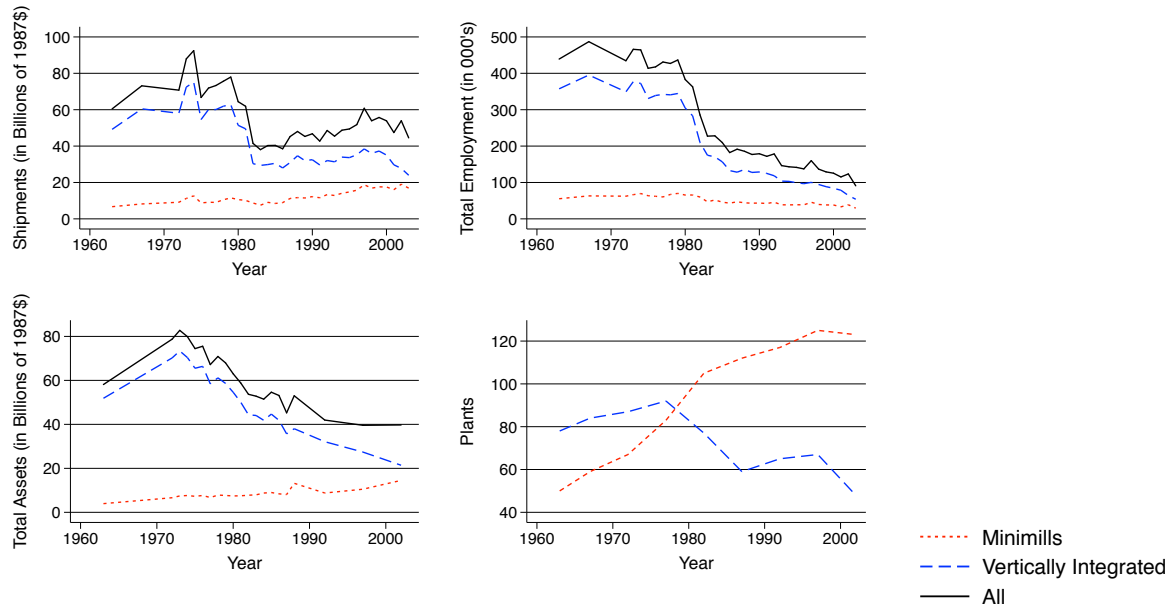 Shipments (in Billions of 1987$)
100
80
60
40
20
0
1960 1970 1980 1990 2000
Year
Total Employment (in 000's)
500
400
300
200
100
0
1960 1970 1980 1990 2000
Year
Total Assets (in Billions of 1987$)
80
60
40
20
0
1960 1970 1980 1990 2000
Year
Plants
120
100
80
60
40
1960 1970 1980 1990 2000
Year
Minimills
Vertically Integrated
All